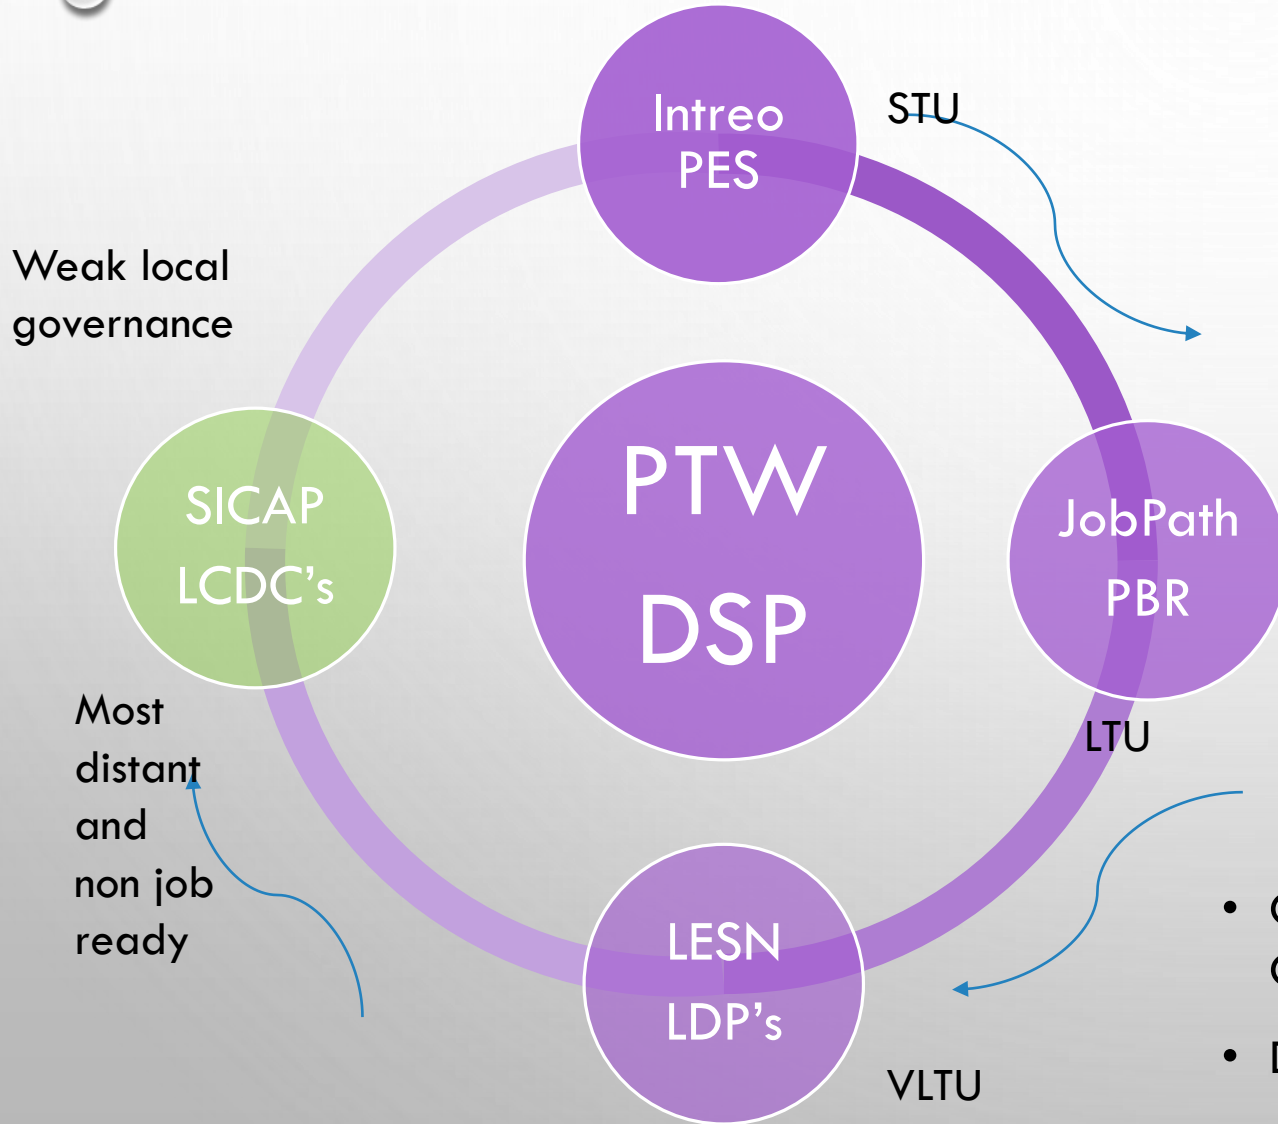 Intreo
PES
STU
Weak local
governance
PTW
DSP
SICAP
LCDC’s
JobPath
PBR
LTU
Most
distant
and
non job
ready
LESN
LDP’s
VLTU